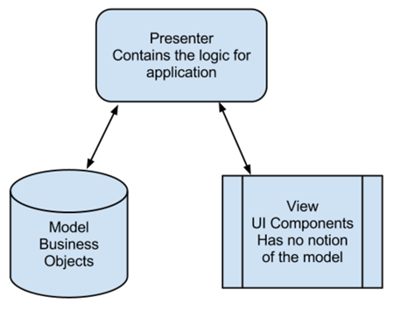 Presenter
Contains the logic for
application
Model
Business
Objects
View
UI Components
Has no notion
of the model